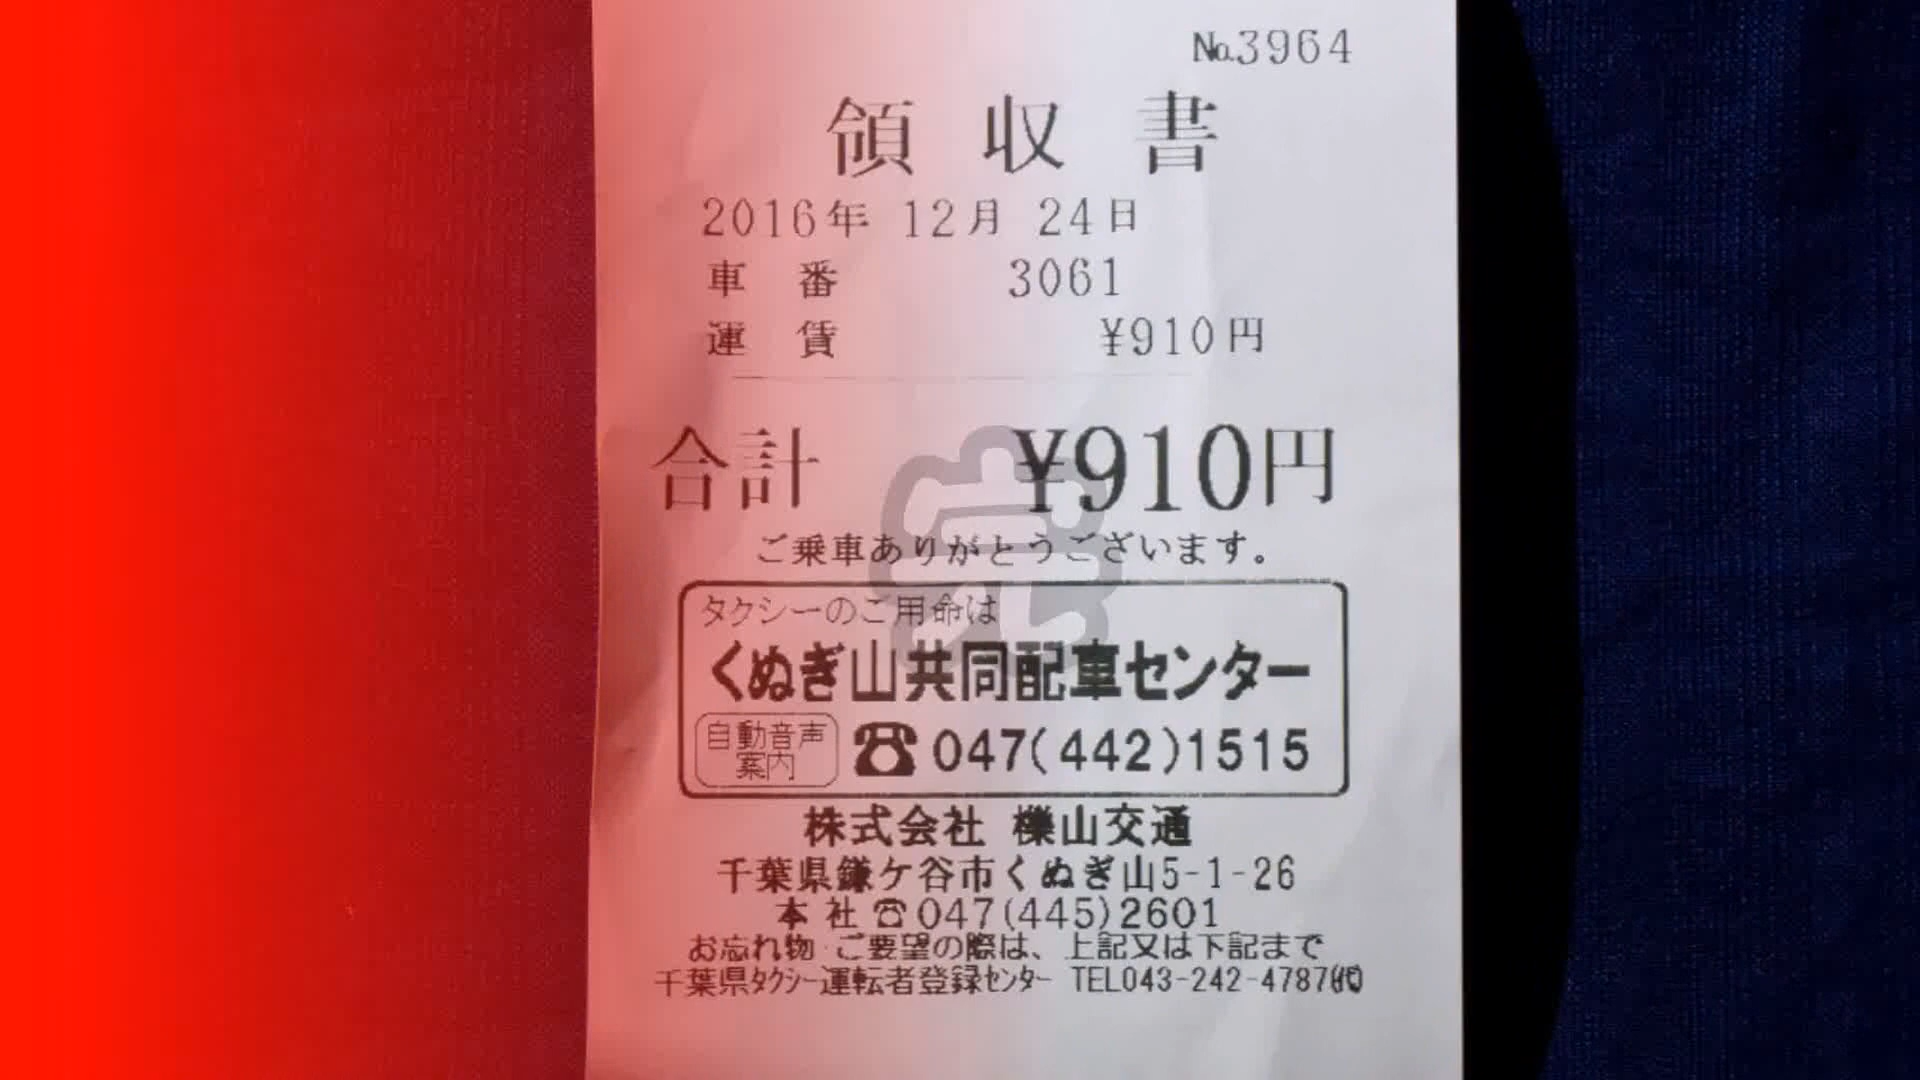 No.3964
領収書
2016年 12月 24日
車番 3061
運賃 ¥910円
合計 ¥910円
ご乗車ありがとうございます。
タクシーのご用命は
くぬぎ山共同配車センター
自動音声案内 ☎047(442)1515
株式会社 櫟山交通
千葉県鎌ケ谷市くぬぎ山5-1-26
本社☎047(445)2601
お忘れ物・ご要望の際は、上記又は下記まで
千葉県タクシー運転者登録センター TEL043-242-4787㈹